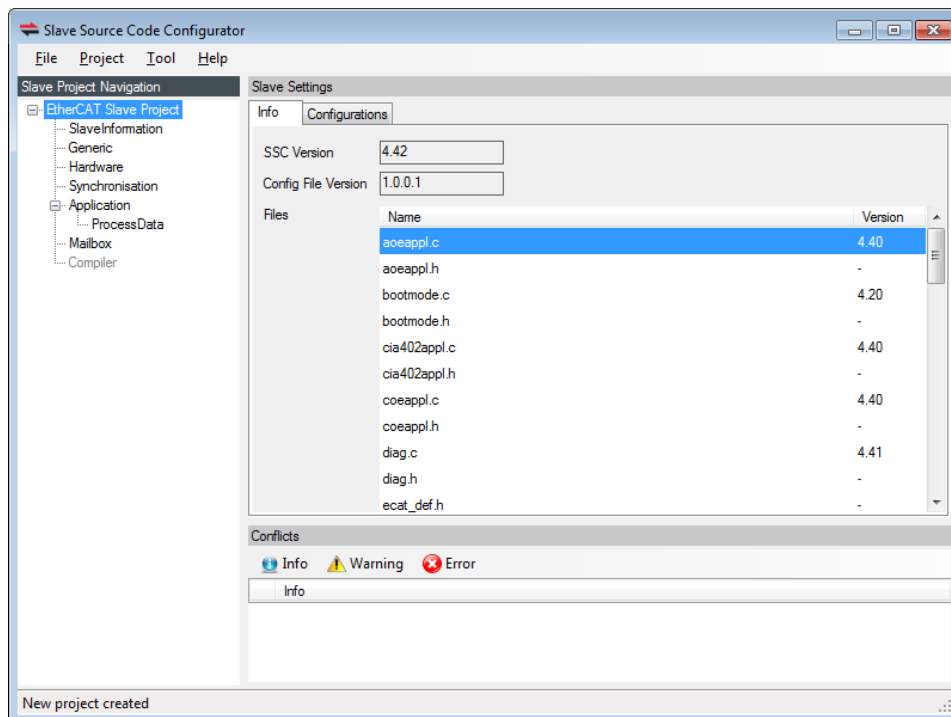 Slave Source Code Configurator
File Project Tool Help
Slave Project Navigation
EtherCAT Slave Project
SlaveInformation
Generic
Hardware
Synchronisation
Application
ProcessData
Mailbox
Compiler
Slave Settings
Info Configurations
SSC Version 4.42
Config File Version 1.0.0.1
Files Name Version
aoeappl.c 4.40
aoeappl.h -
bootmode.c 4.20
bootmode.h -
cia402appl.c 4.40
cia402appl.h -
coeappl.c 4.40
coeappl.h -
diag.c 4.41
diag.h -
ecat_def.h -
Conflicts
Info Warning Error
Info
New project created